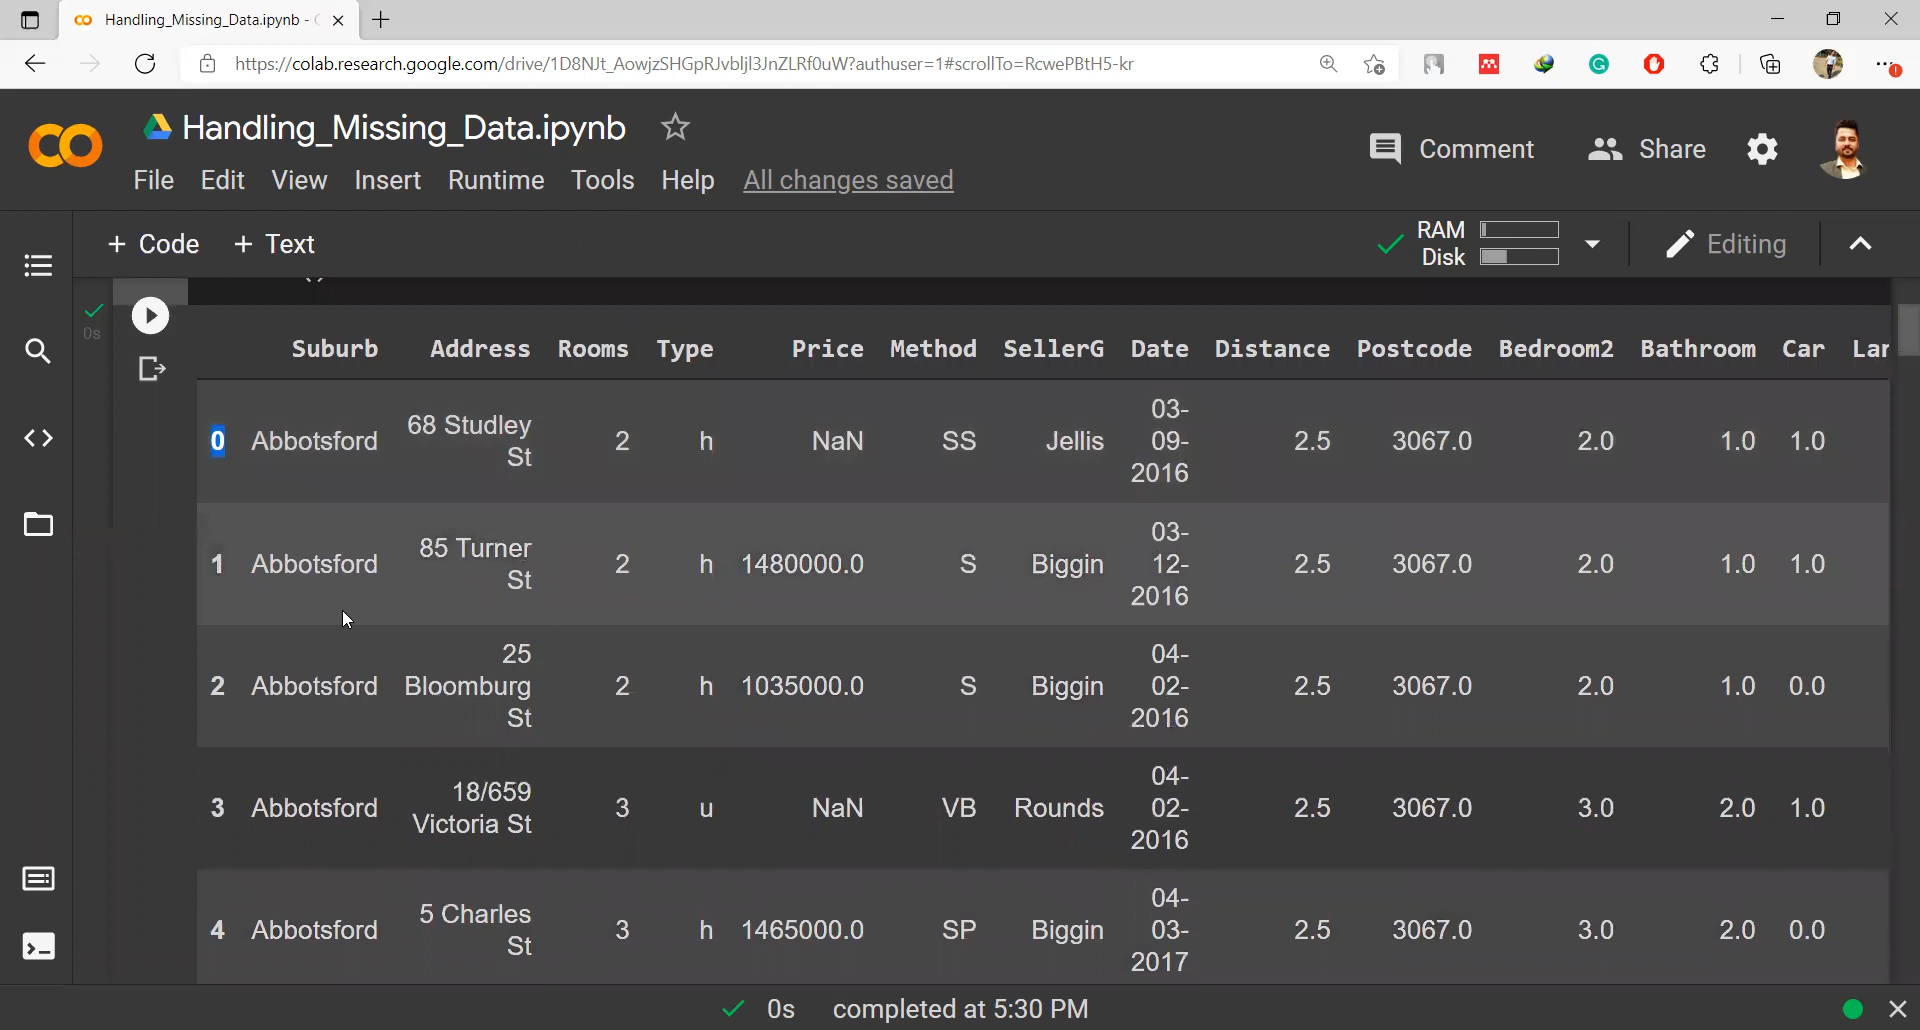 Handling_Missing_Data.ipynb -
https://colab.research.google.com/drive/1D8NJt_AowjzSHGpRJvbljl3JnZLRf0uW?authuser=1#scrollTo=RcwePBtH5-kr
Handling_Missing_Data.ipynb
Comment Share
File Edit View Insert Runtime Tools Help All changes saved
+ Code + Text
RAM
Disk
Editing
0s
Suburb Address Rooms Type Price Method SellerG Date Distance Postcode Bedroom2 Bathroom Car Lar
0 Abbotsford 68 Studley St 2 h NaN SS Jellis 03-09-2016 2.5 3067.0 2.0 1.0 1.0
1 Abbotsford 85 Turner St 2 h 1480000.0 S Biggin 03-12-2016 2.5 3067.0 2.0 1.0 1.0
2 Abbotsford 25 Bloomburg St 2 h 1035000.0 S Biggin 04-02-2016 2.5 3067.0 2.0 1.0 0.0
3 Abbotsford 18/659 Victoria St 3 u NaN VB Rounds 04-02-2016 2.5 3067.0 3.0 2.0 1.0
4 Abbotsford 5 Charles St 3 h 1465000.0 SP Biggin 04-03-2017 2.5 3067.0 3.0 2.0 0.0
0s completed at 5:30 PM